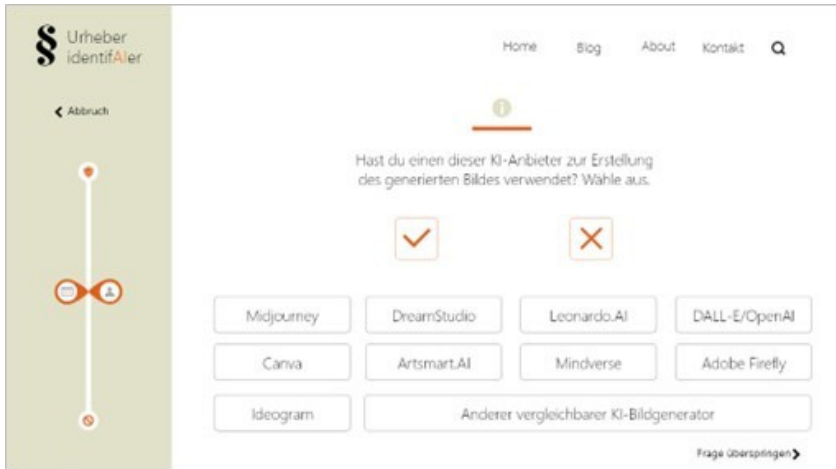 Urheber
identifAIer
Home Blog About Kontakt
Abbruch
Hast du einen dieser KI-Anbieter zur Erstellung
des generierten Bildes verwendet? Wähle aus.
Midjourney DreamStudio Leonardo.AI DALL-E/OpenAI
Canva Artsmart.AI Mindverse Adobe Firefly
Ideogram Anderer vergleichbarer KI-Bildgenerator
Frage überspringen